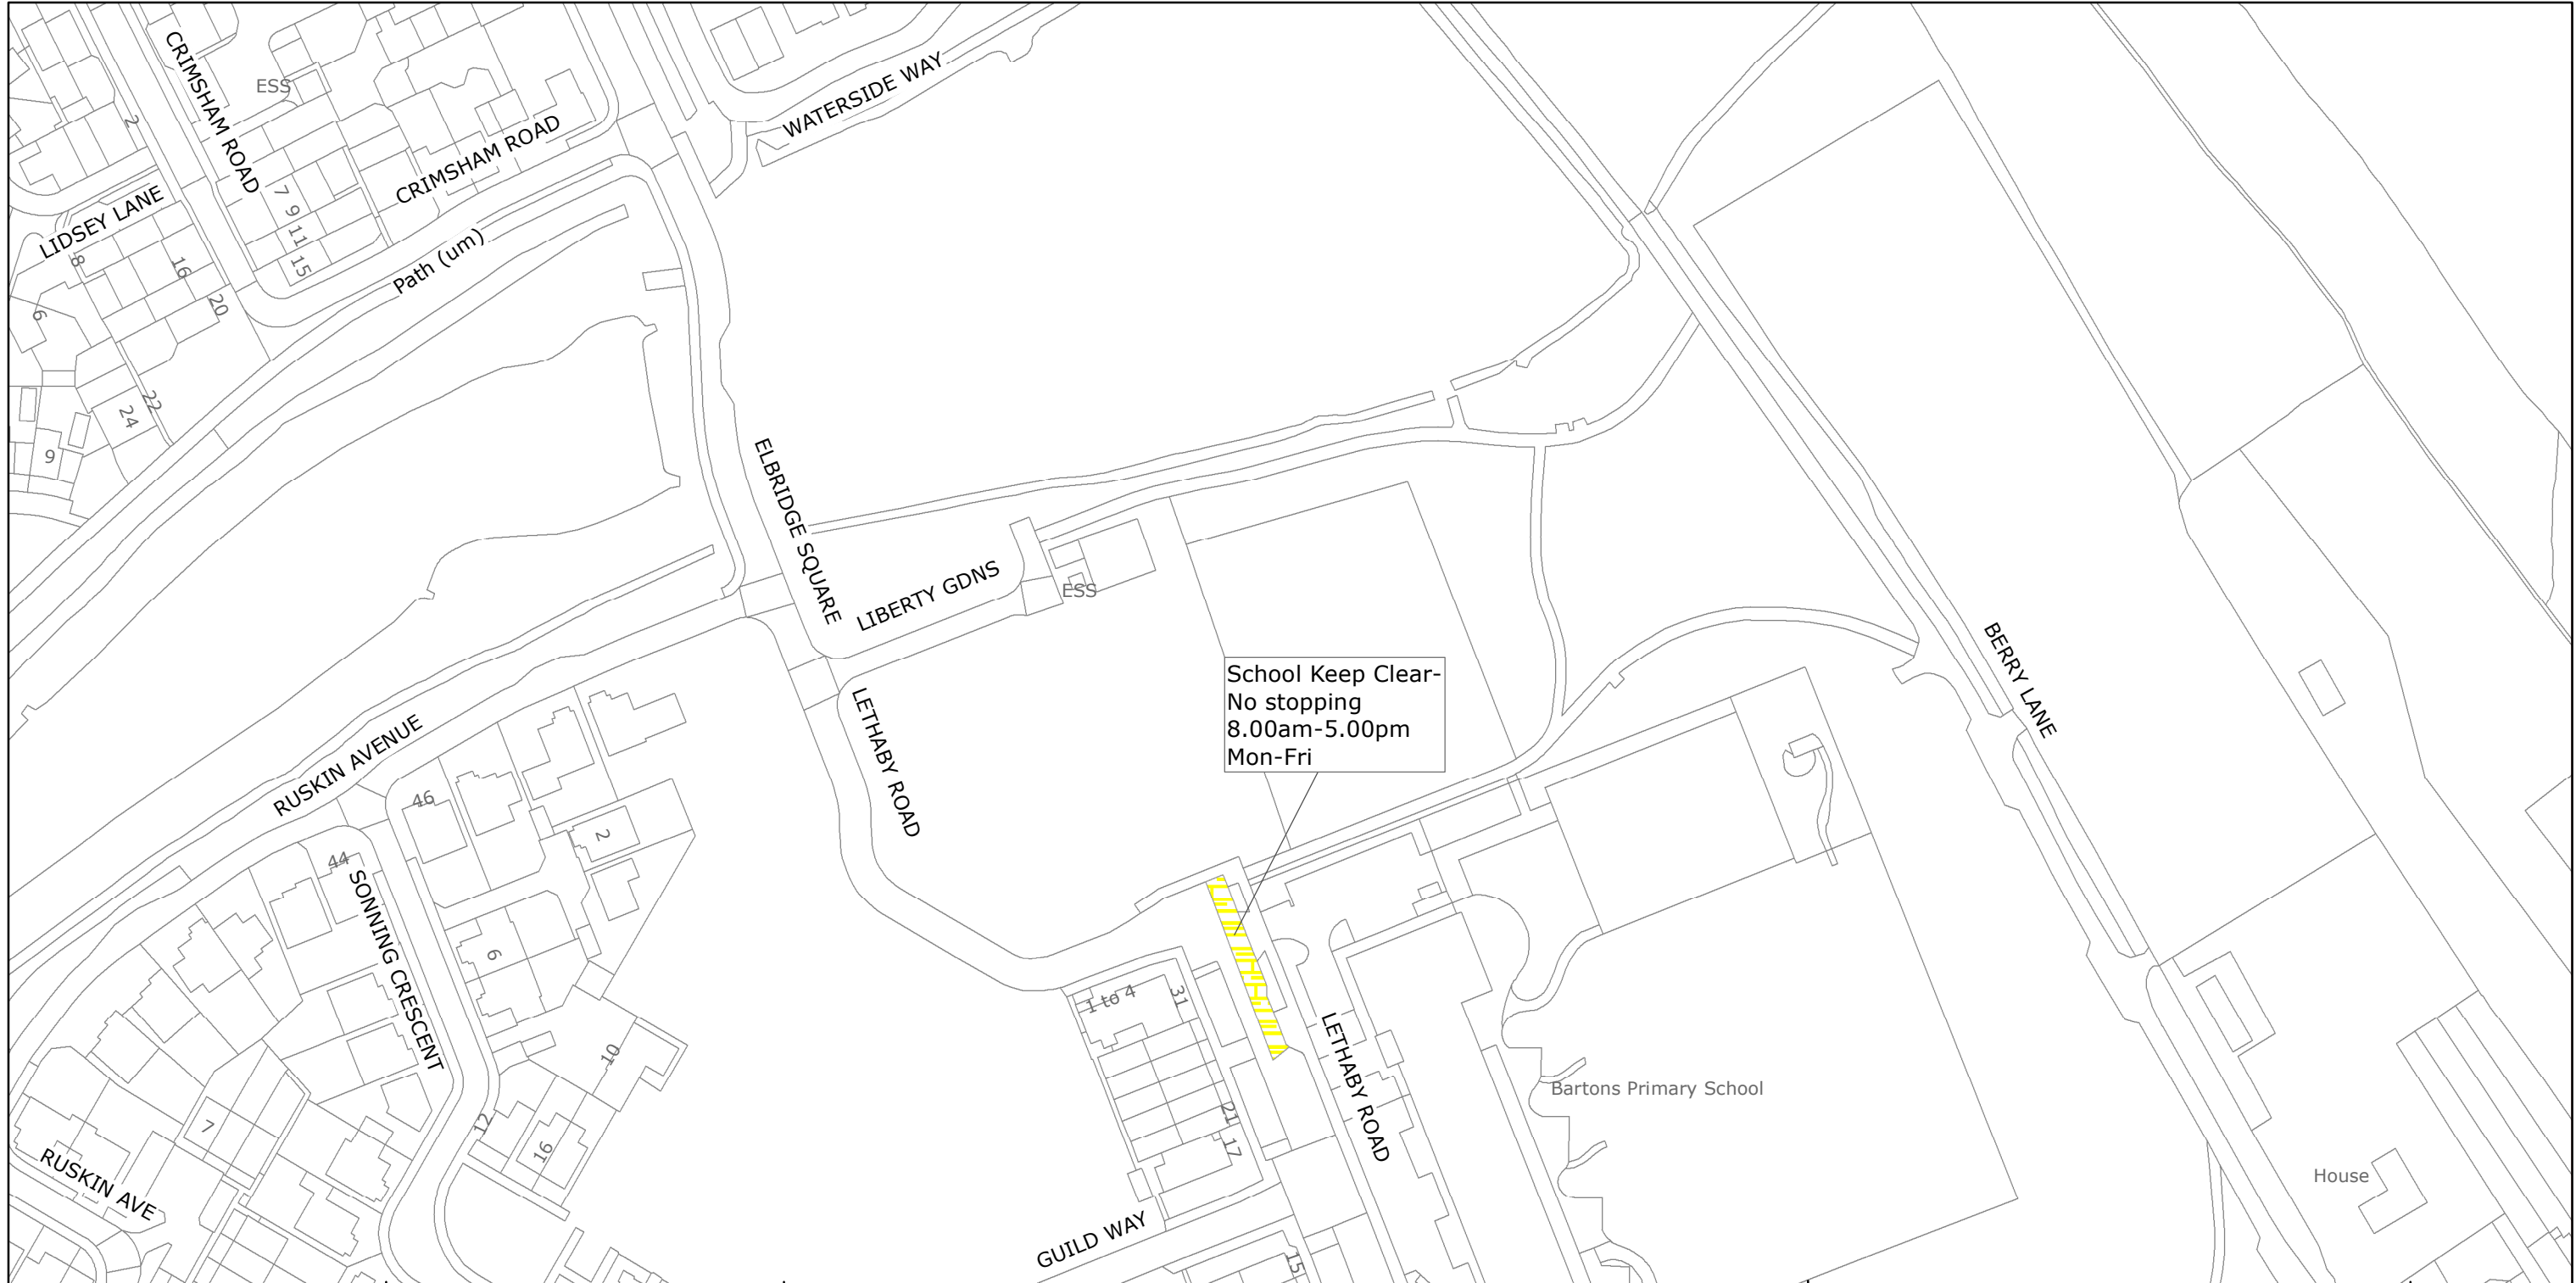 CRIMSHAM ROAD
ESS
2
WATERSIDE WAY
CRIMSHAM ROAD
LIDSEY LANE
7
9
11
15
Path (um)
8
16
20
6
22
24
9
ELBRIDGE SQUARE
LIBERTY GDNS
ESS
BERRY LANE
School Keep Clear-
No stopping
8.00am-5.00pm
Mon-Fri
LETHABY ROAD
RUSKIN AVENUE
46
2
44
SONNING CRESCENT
6
1 to 4
31
10
LETHABY ROAD
Bartons Primary School
21
17
12
16
7
RUSKIN AVE
House
GUILD WAY
15